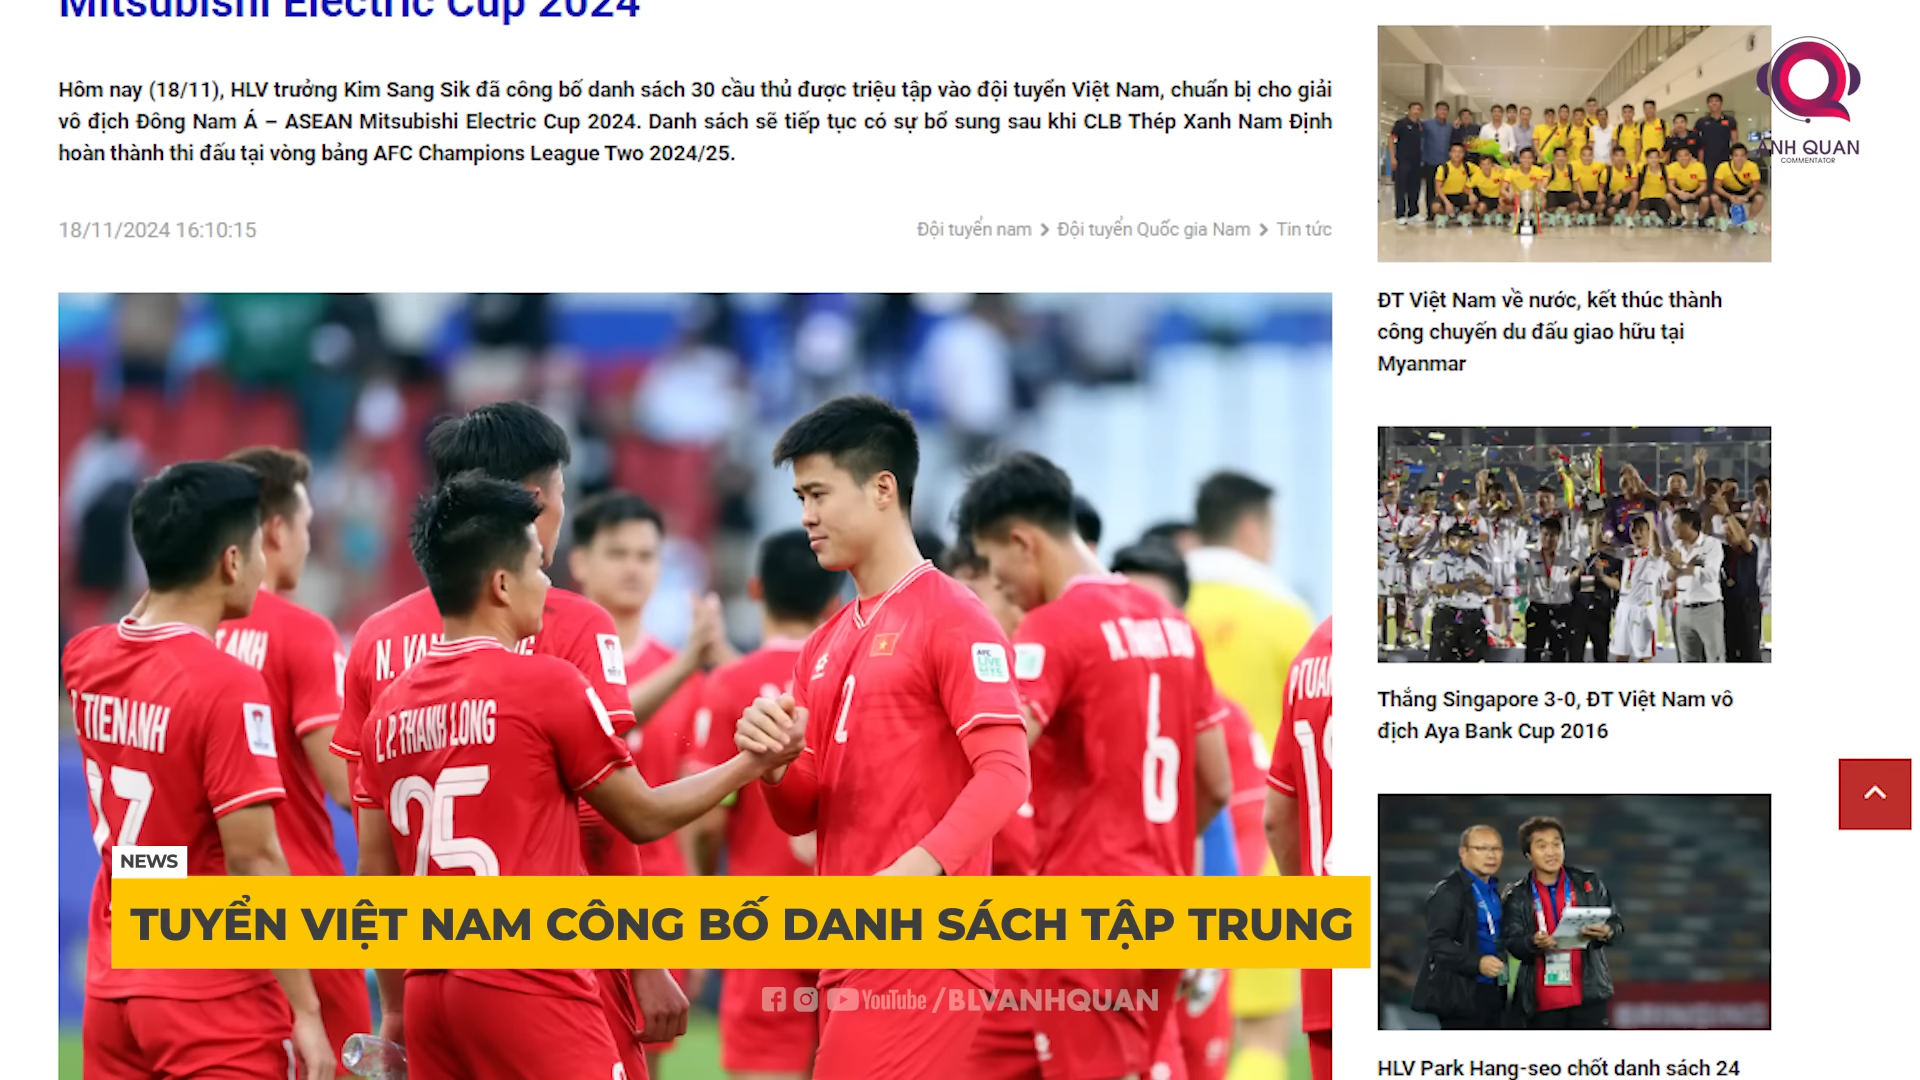 Mitsubishi Electric Cup 2024
Hôm nay (18/11), HLV trưởng Kim Sang Sik đã công bố danh sách 30 cầu thủ được triệu tập vào đội tuyển Việt Nam, chuẩn bị cho giải
vô địch Đông Nam Á – ASEAN Mitsubishi Electric Cup 2024. Danh sách sẽ tiếp tục có sự bổ sung sau khi CLB Thép Xanh Nam Định
hoàn thành thi đấu tại vòng bảng AFC Champions League Two 2024/25.
18/11/2024 16:10:15
Đội tuyển nam > Đội tuyển Quốc gia Nam > Tin tức
ANH QUAN
COMMENTATOR
ĐT Việt Nam về nước, kết thúc thành
công chuyến du đấu giao hữu tại
Myanmar
Thắng Singapore 3-0, ĐT Việt Nam vô
địch Aya Bank Cup 2016
HLV Park Hang-seo chốt danh sách 24
TIENANH
17
T.ANH
L.P.THANH LONG
25
2
AFC
LIVE
6
P.TUAN
NEWS
TUYỂN VIỆT NAM CÔNG BỐ DANH SÁCH TẬP TRUNG
YouTube /BLVANHQUAN